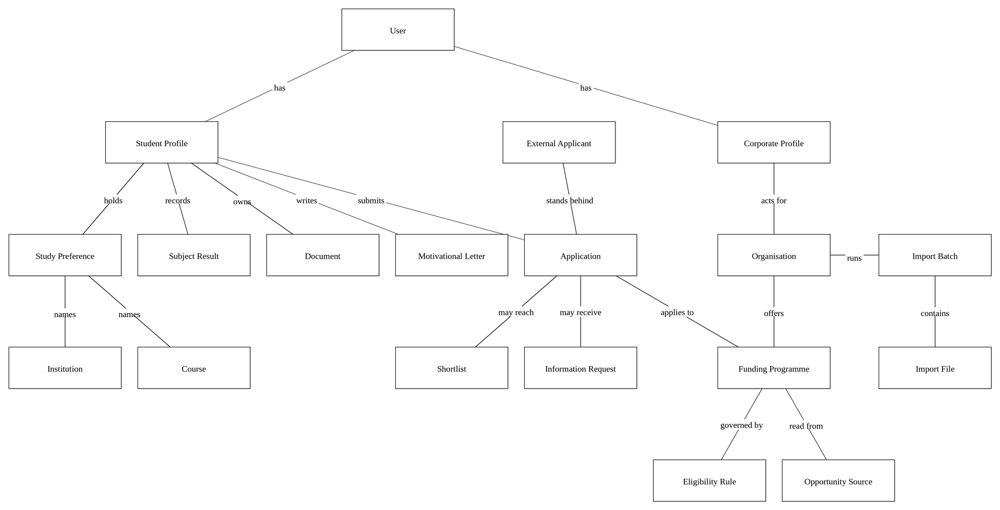 User
has
has
Student Profile
External Applicant
Corporate Profile
holds
records
owns
writes
submits
stands behind
acts for
Study Preference
Subject Result
Document
Motivational Letter
Application
Organisation
runs
Import Batch
names
names
may reach
may receive
applies to
offers
contains
Institution
Course
Shortlist
Information Request
Funding Programme
Import File
governed by
read from
Eligibility Rule
Opportunity Source